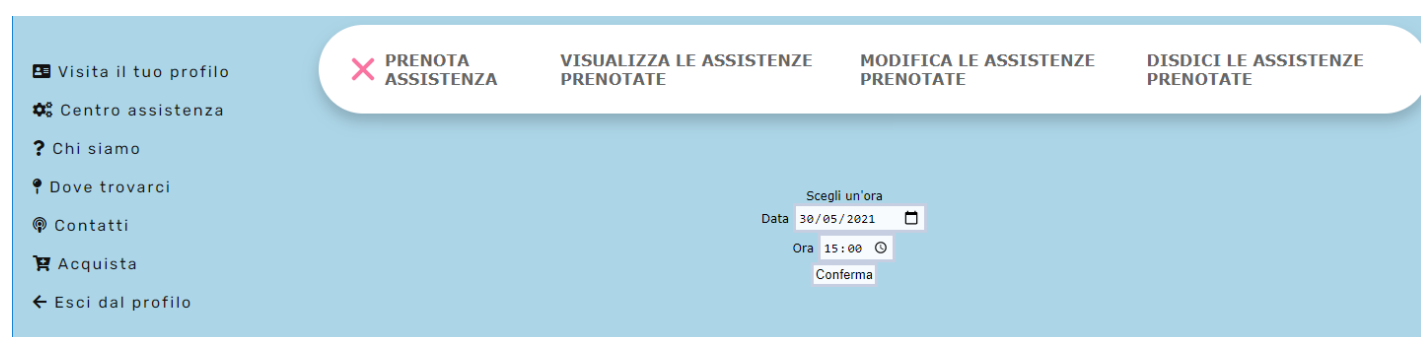 Visita il tuo profilo
Centro assistenza
Chi siamo
Dove trovarci
Contatti
Acquista
Esci dal profilo
PRENOTA
ASSISTENZA
VISUALIZZA LE ASSISTENZE
PRENOTATE
MODIFICA LE ASSISTENZE
PRENOTATE
DISDICI LE ASSISTENZE
PRENOTATE
Scegli un'ora
Data 30/05/2021
Ora 15:00
Conferma